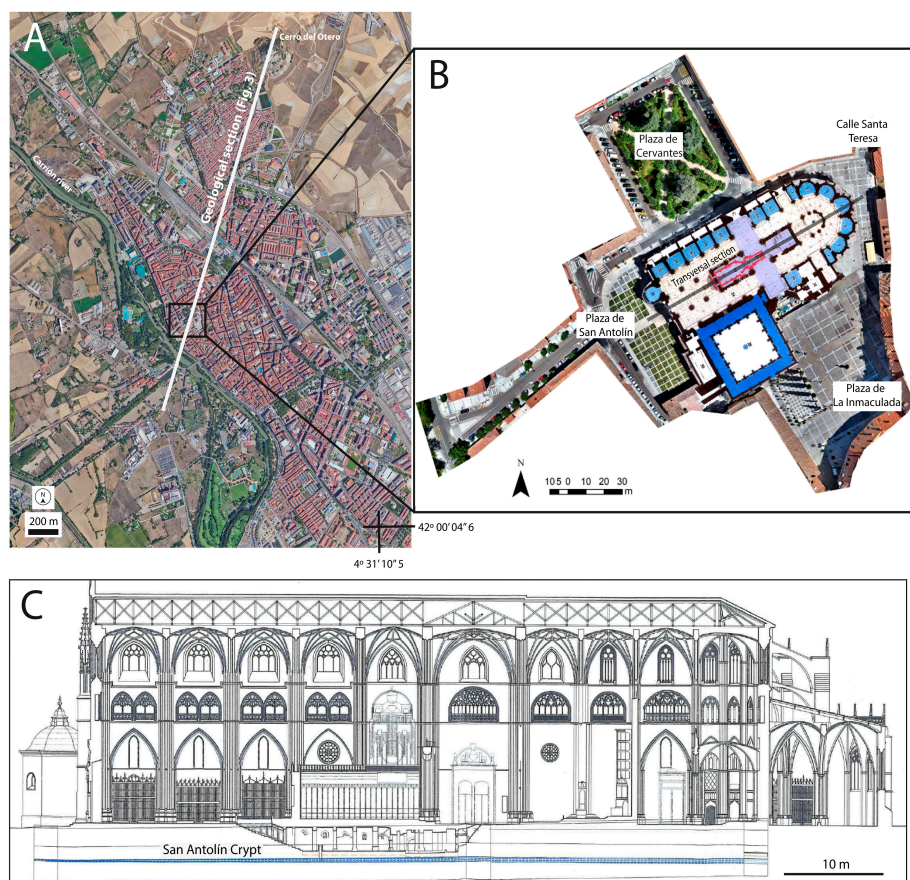 A
Cerro del Otero
Geological section (Fig. 3)
Carrión river
N
200 m
42º 00’ 04” 6
4º 31’ 10” 5
B
Plaza de
Cervantes
Calle Santa
Teresa
Transversal section
Plaza de
San Antolín
Plaza de
La Inmaculada
N
10 5 0 10 20 30
m
C
San Antolín Crypt
10 m